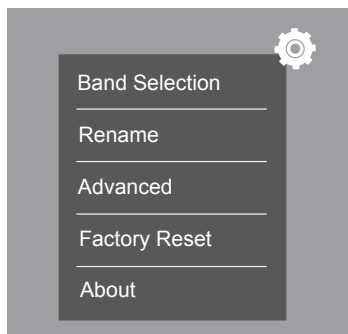 Band Selection
Rename
Advanced
Factory Reset
About